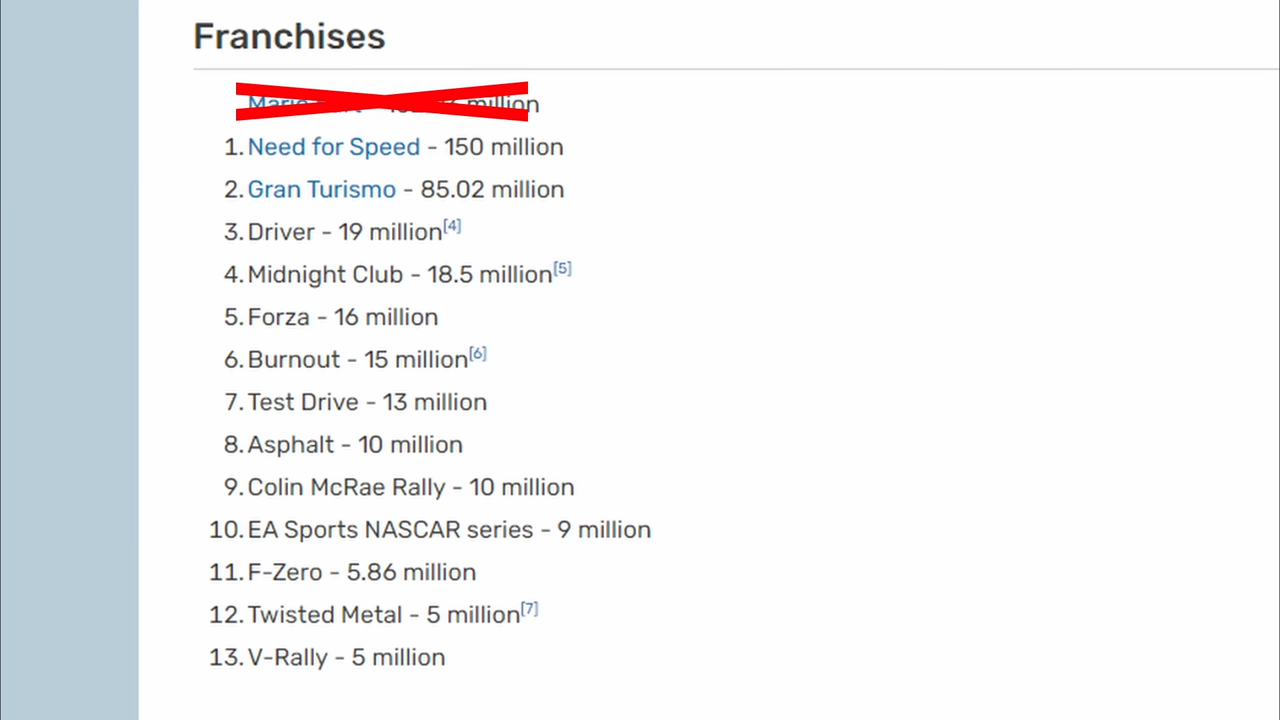 Franchises
million
1. Need for Speed - 150 million
2. Gran Turismo - 85.02 million
3. Driver - 19 million[4]
4. Midnight Club - 18.5 million[5]
5. Forza - 16 million
6. Burnout - 15 million[6]
7. Test Drive - 13 million
8. Asphalt - 10 million
9. Colin McRae Rally - 10 million
10. EA Sports NASCAR series - 9 million
11. F-Zero - 5.86 million
12. Twisted Metal - 5 million[7]
13. V-Rally - 5 million